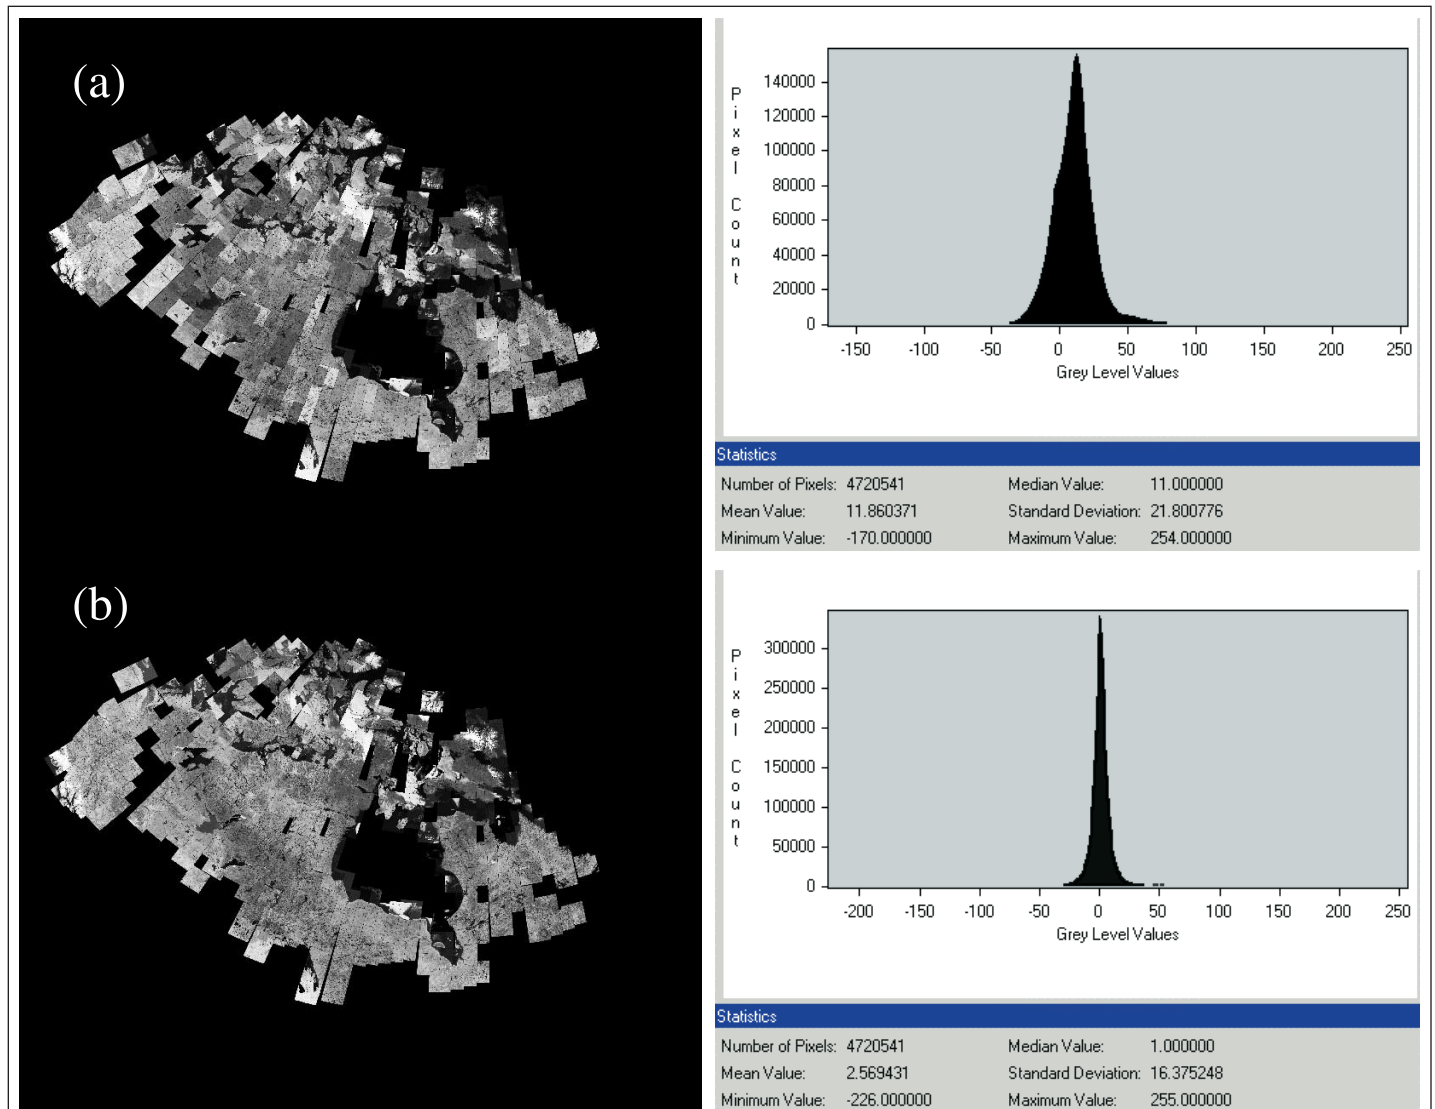 (a)
Pixel Count
140000
120000
100000
80000
60000
40000
20000
0
-150 -100 -50 0 50 100 150 200 250
Grey Level Values
Statistics
Number of Pixels: 4720541 Median Value: 11.000000
Mean Value: 11.860371 Standard Deviation: 21.800776
Minimum Value: -170.000000 Maximum Value: 254.000000
(b)
Pixel Count
300000
250000
200000
150000
100000
50000
0
-200 -150 -100 -50 0 50 100 150 200 250
Grey Level Values
Statistics
Number of Pixels: 4720541 Median Value: 1.000000
Mean Value: 2.569431 Standard Deviation: 16.375248
Minimum Value: -226.000000 Maximum Value: 255.000000